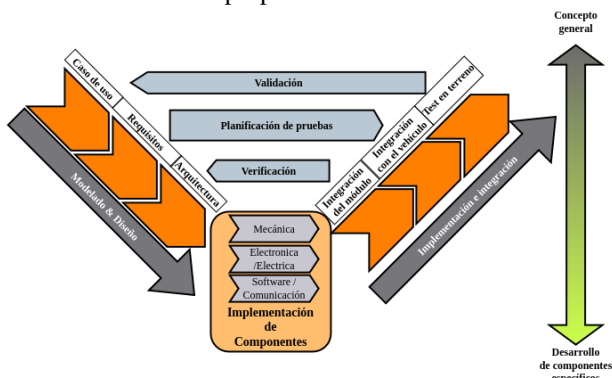 Concepto
general
Caso de uso
Requisitos
Arquitectura
Modelado & Diseño
Validación
Planificación de pruebas
Verificación
Integración
del módulo
Integración
con el vehículo
Test en terreno
Implementación e integración
Mecánica
Electronica
/Electrica
Software /
Comunicación
Implementación
de
Componentes
Desarrollo
de componentes
específicos